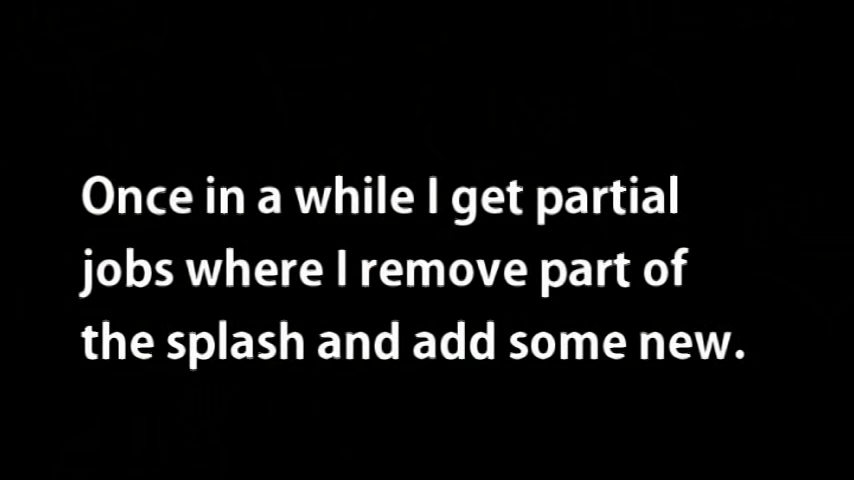 Once in a while I get partial
jobs where I remove part of
the splash and add some new.